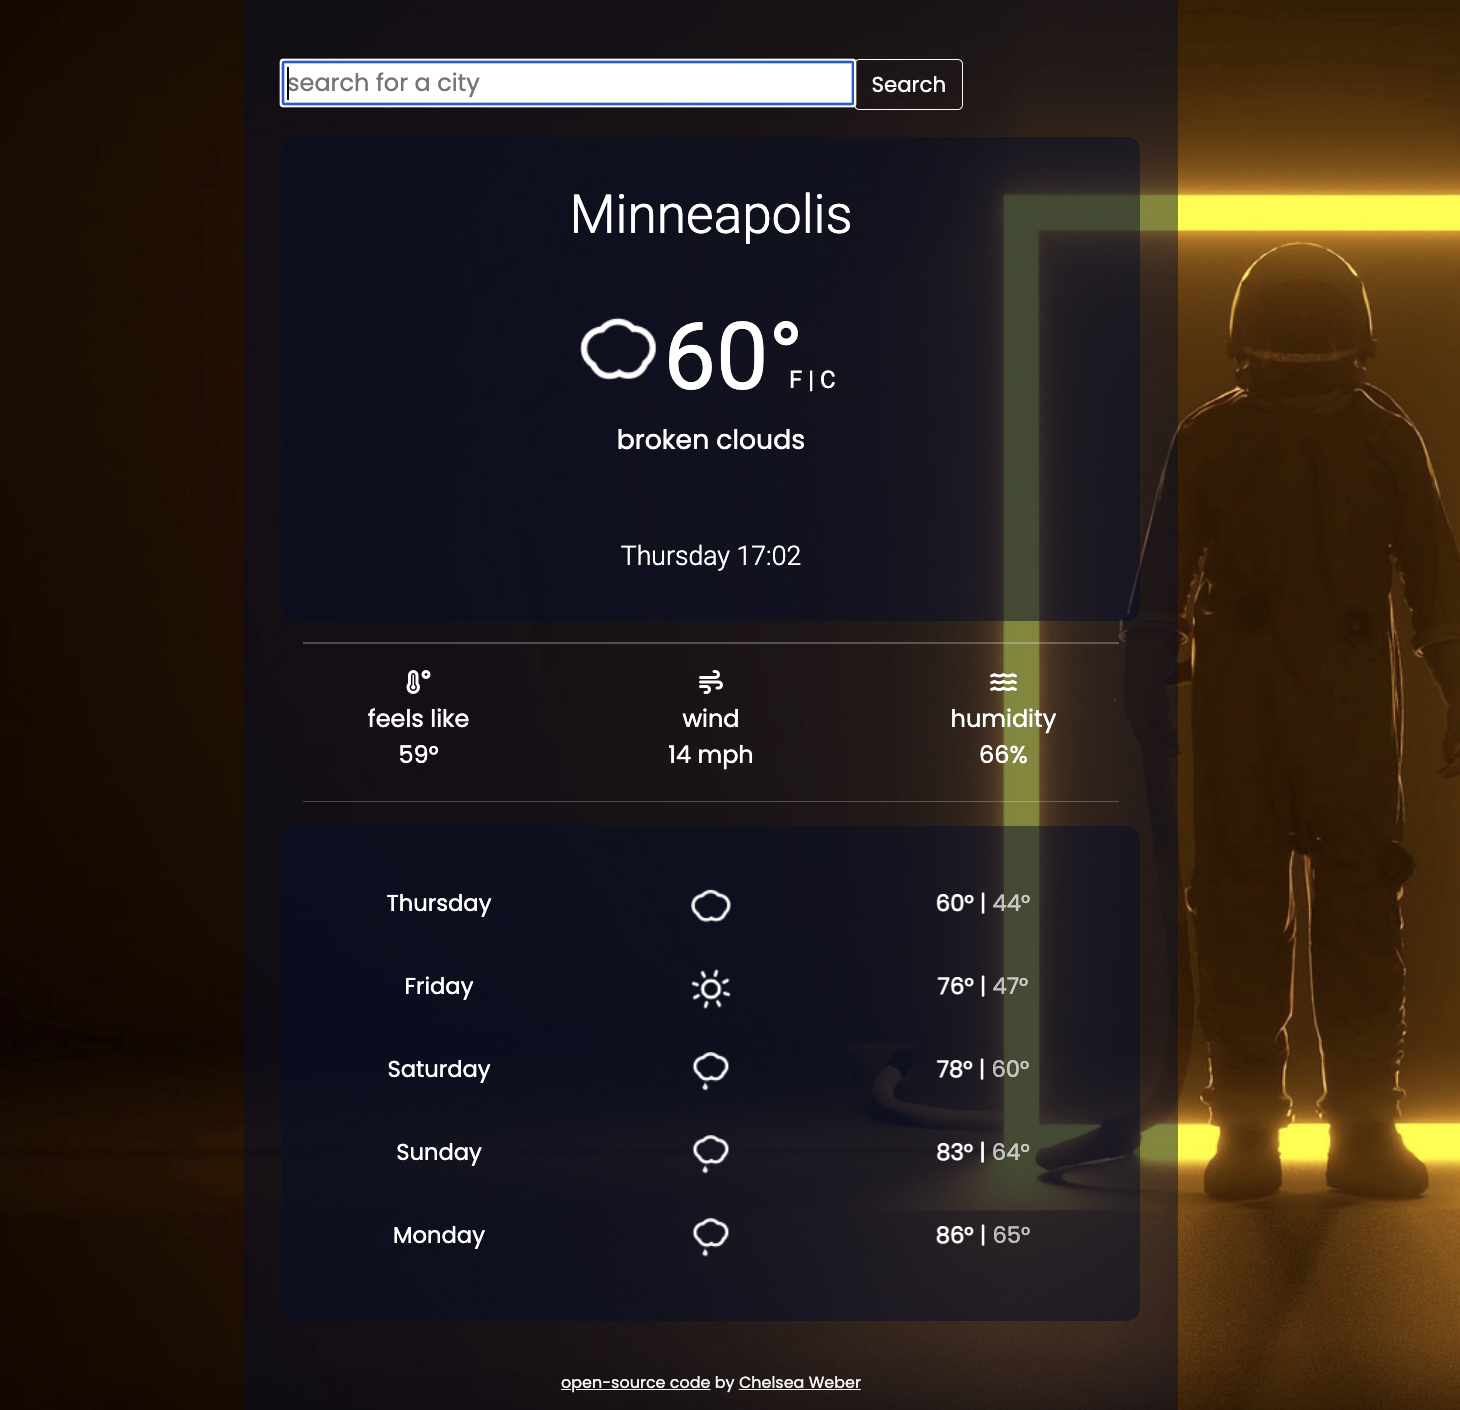 search for a city
Search
Minneapolis
60°
F | C
broken clouds
Thursday 17:02
feels like
59°
wind
14 mph
humidity
66%
Thursday 60° | 44°
Friday 76° | 47°
Saturday 78° | 60°
Sunday 83° | 64°
Monday 86° | 65°
open-source code by Chelsea Weber